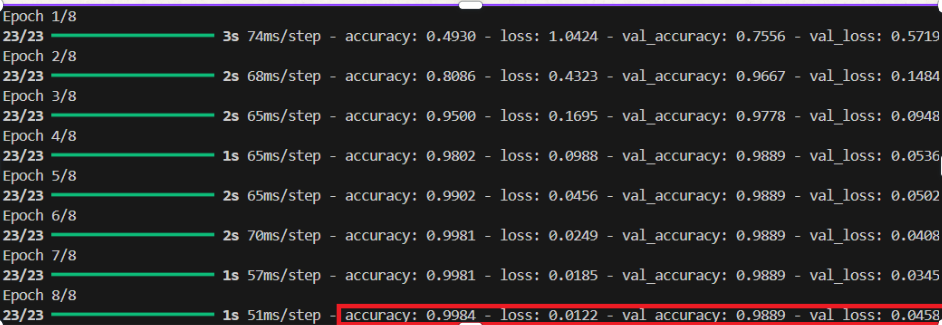 Epoch 1/8
23/23 3s 74ms/step - accuracy: 0.4930 - loss: 1.0424 - val_accuracy: 0.7556 - val_loss: 0.5719
Epoch 2/8
23/23 2s 68ms/step - accuracy: 0.8086 - loss: 0.4323 - val_accuracy: 0.9667 - val_loss: 0.1484
Epoch 3/8
23/23 2s 65ms/step - accuracy: 0.9500 - loss: 0.1695 - val_accuracy: 0.9778 - val_loss: 0.0948
Epoch 4/8
23/23 1s 65ms/step - accuracy: 0.9802 - loss: 0.0988 - val_accuracy: 0.9889 - val_loss: 0.0536
Epoch 5/8
23/23 2s 65ms/step - accuracy: 0.9902 - loss: 0.0456 - val_accuracy: 0.9889 - val_loss: 0.0502
Epoch 6/8
23/23 2s 70ms/step - accuracy: 0.9981 - loss: 0.0249 - val_accuracy: 0.9889 - val_loss: 0.0408
Epoch 7/8
23/23 1s 57ms/step - accuracy: 0.9981 - loss: 0.0185 - val_accuracy: 0.9889 - val_loss: 0.0345
Epoch 8/8
23/23 1s 51ms/step - accuracy: 0.9984 - loss: 0.0122 - val_accuracy: 0.9889 - val_loss: 0.0458